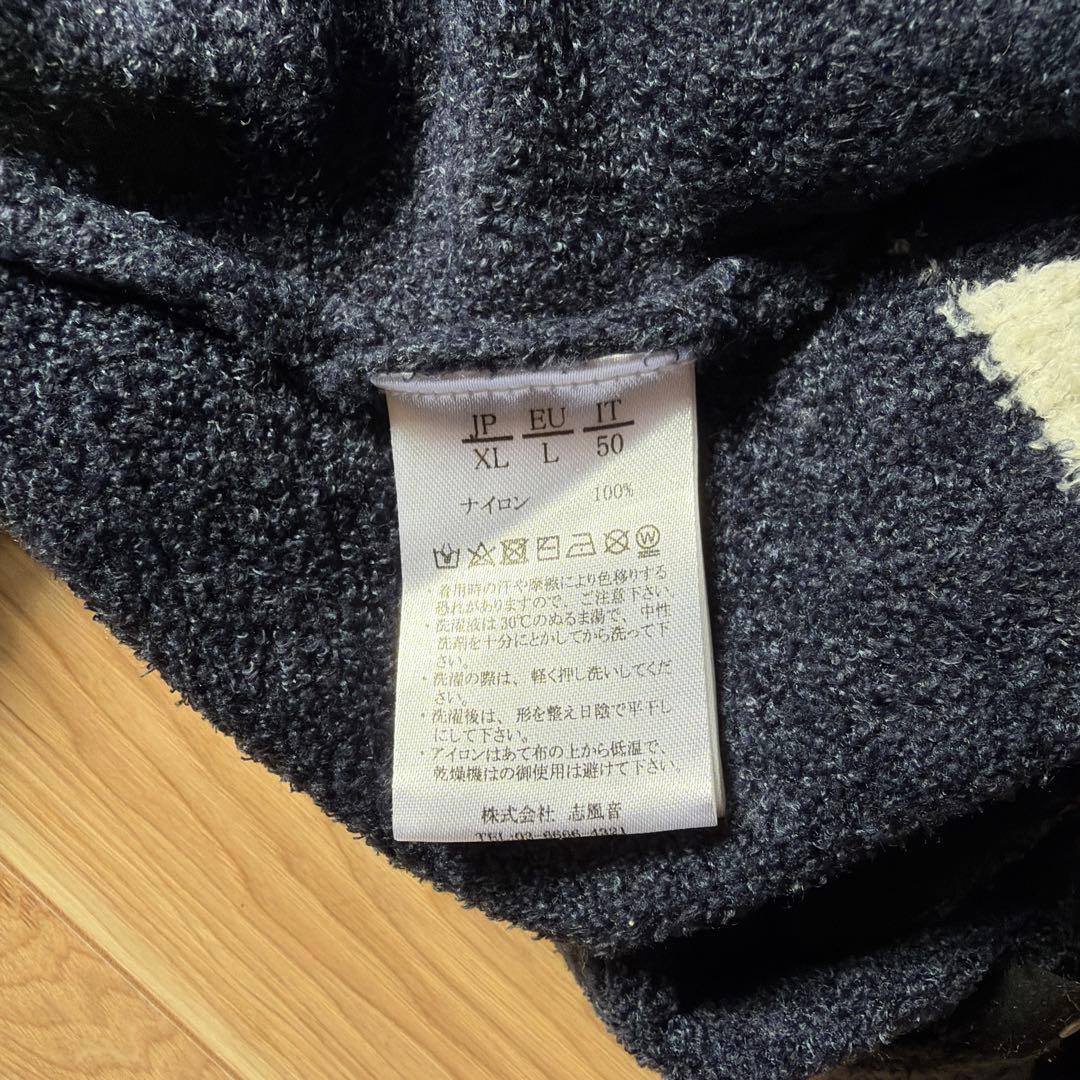 JP EU IT
XL L 50
ナイロン 100%
・着用時の汗や摩擦により色移りする
恐れがありますので、ご注意下さい。
・洗濯液は30℃のぬるま湯で、中性
洗剤を十分にとかしてから洗って下
さい。
・洗濯の際は、軽く押し洗いしてくだ
さい。
・洗濯後は、形を整え日陰で平干し
にして下さい。
・アイロンはあて布の上から低温で、
乾燥機はの御使用は避けて下さい。
株式会社 志風音
TEL 03-6666-4331